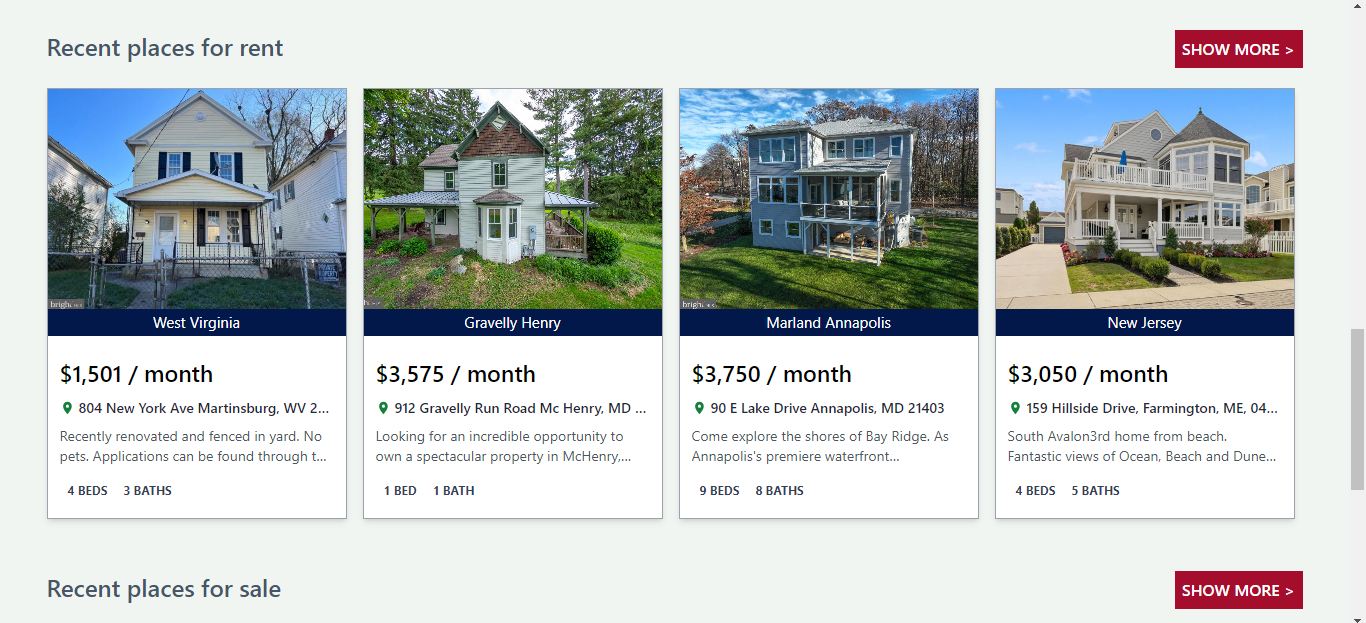 Recent places for rent
SHOW MORE >
West Virginia
$1,501 / month
804 New York Ave Martinsburg, WV 2...
Recently renovated and fenced in yard. No
pets. Applications can be found through t...
4 BEDS 3 BATHS
Gravelly Henry
$3,575 / month
912 Gravelly Run Road Mc Henry, MD ...
Looking for an incredible opportunity to
own a spectacular property in McHenry,...
1 BED 1 BATH
Marland Annapolis
$3,750 / month
90 E Lake Drive Annapolis, MD 21403
Come explore the shores of Bay Ridge. As
Annapolis's premiere waterfront...
9 BEDS 8 BATHS
New Jersey
$3,050 / month
159 Hillside Drive, Farmington, ME, 04...
South Avalon3rd home from beach.
Fantastic views of Ocean, Beach and Dune...
4 BEDS 5 BATHS
Recent places for sale
SHOW MORE >